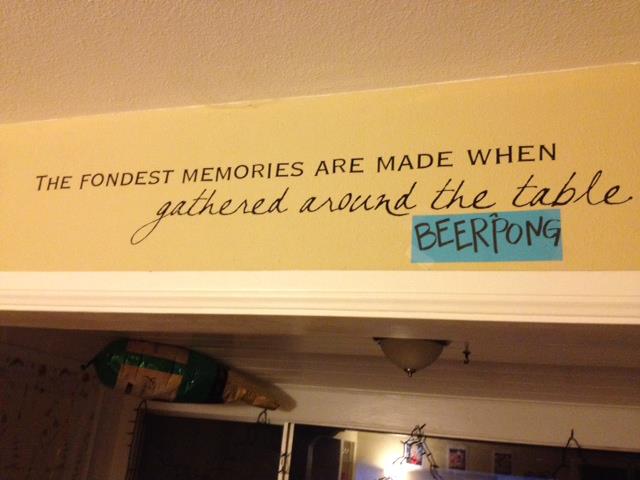 THE FONDEST MEMORIES ARE MADE WHEN
gathered around the table
^
BEERPONG